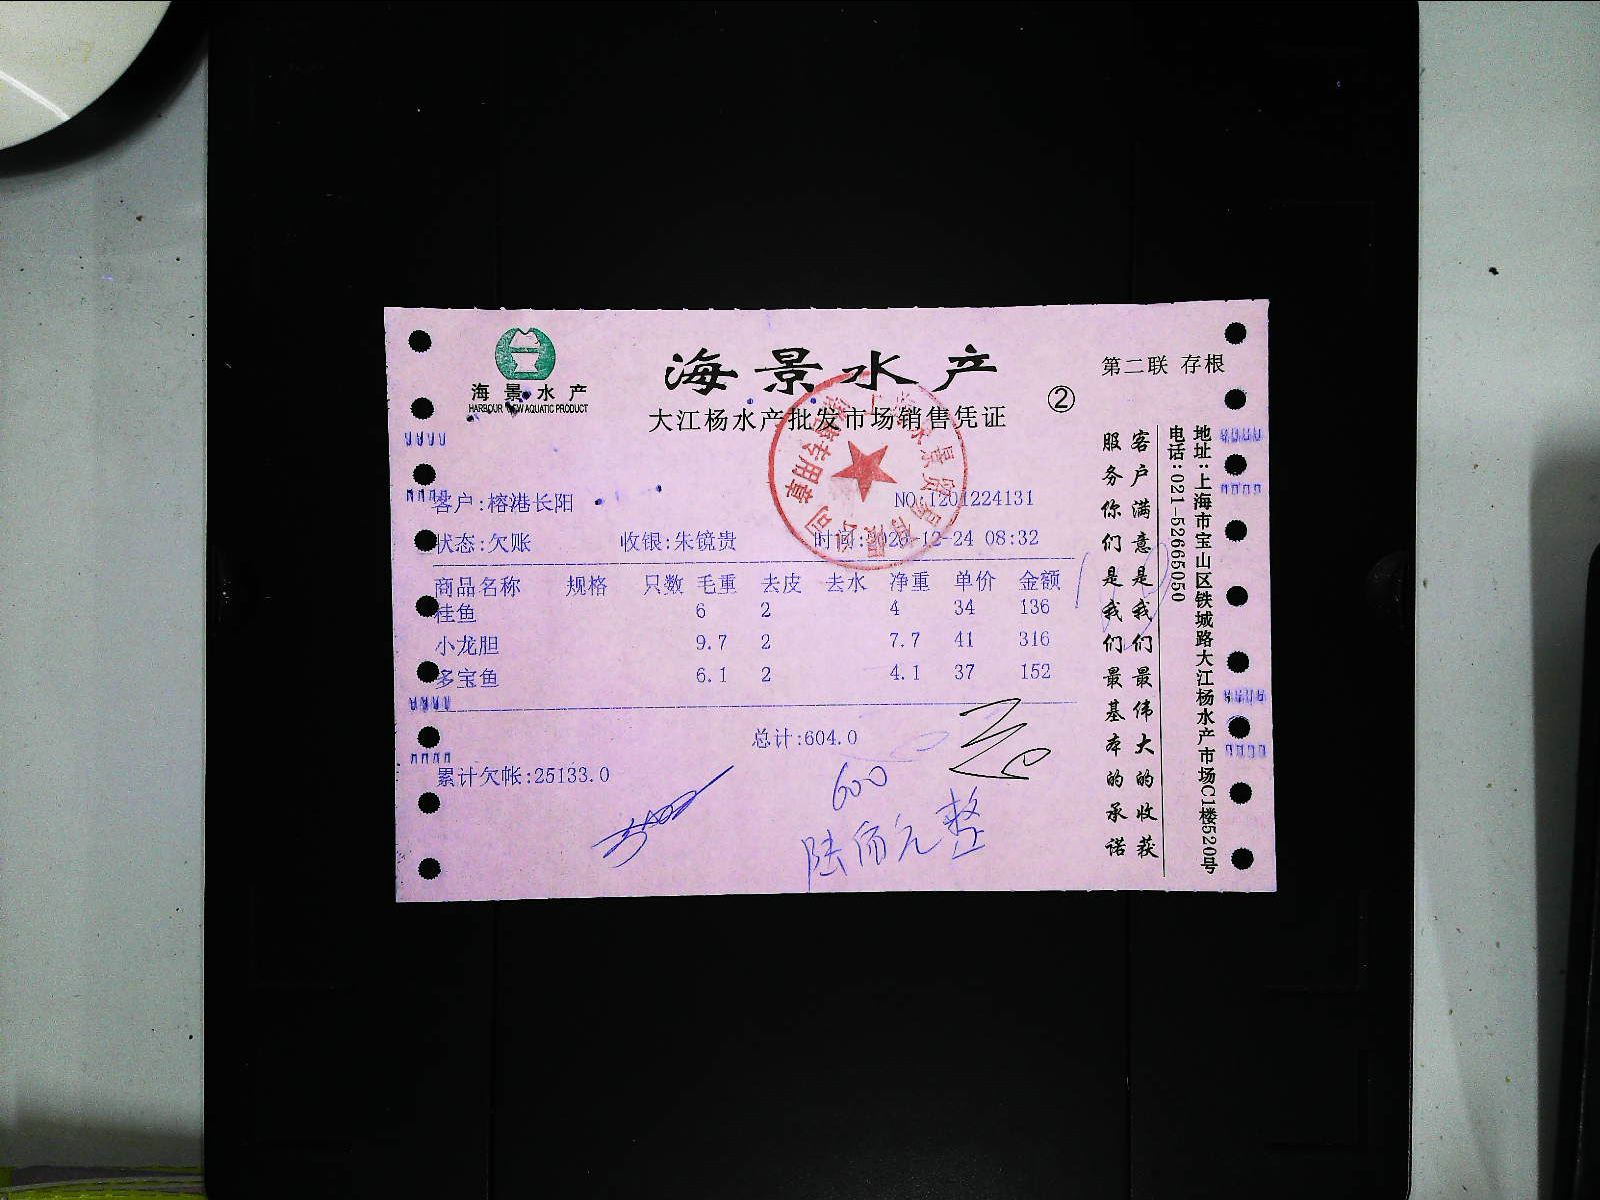 海景水产
HARBOUR VIEW AQUATIC PRODUCT
海景水产
大江杨水产批发市场销售凭证
②
第二联 存根
客户:榕港长阳 NO:1201224131
状态:欠账 收银:朱镜贵 时间:2020-12-24 08:32
商品名称 规格 只数 毛重 去皮 去水 净重 单价 金额
桂鱼 6 2 4 34 136
小龙胆 9.7 2 7.7 41 316
多宝鱼 6.1 2 4.1 37 152
总计:604.0
累计欠帐:25133.0
600
陆佰元整
客户满意是我们最伟大的收获
服务你们是我们最基本的承诺
地址:上海市宝山区铁城路大江杨水产市场C1楼520号
电话:021-52665050
专用章